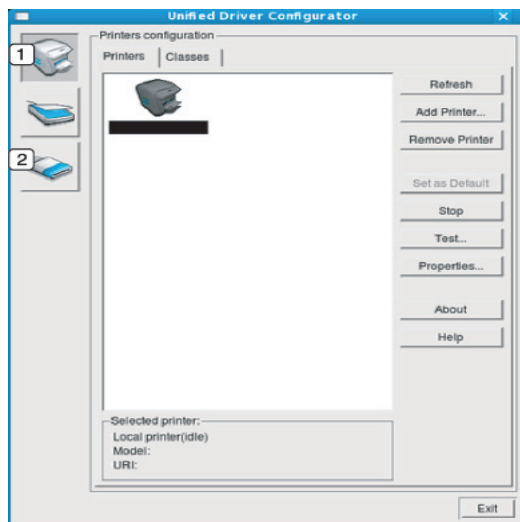 Unified Driver Configurator
1
2
Printers configuration
Printers
Classes
Refresh
Add Printer...
Remove Printer
Set as Default
Stop
Test...
Properties...
About
Help
Selected printer:
Local printer(idle)
Model:
URI:
Exit